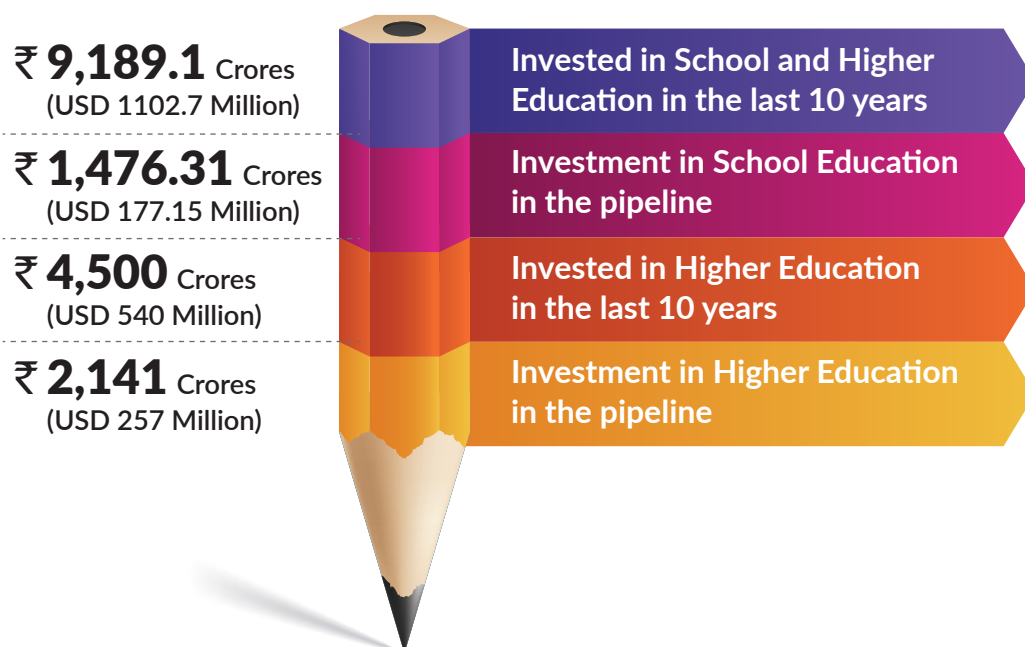 ₹ 9,189.1 Crores
(USD 1102.7 Million)
Invested in School and Higher
Education in the last 10 years
₹ 1,476.31 Crores
(USD 177.15 Million)
Investment in School Education
in the pipeline
₹ 4,500 Crores
(USD 540 Million)
Invested in Higher Education
in the last 10 years
₹ 2,141 Crores
(USD 257 Million)
Investment in Higher Education
in the pipeline